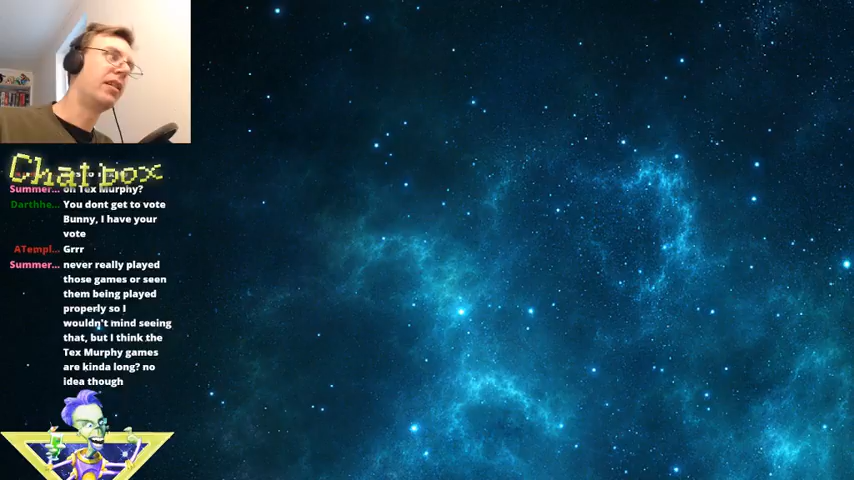 Chatbox
Summer... oh Tex Murphy?
Darthhe... You dont get to vote
Bunny, I have your
vote
ATempl... Grrr
Summer... never really played
those games or seen
them being played
properly so I
wouldn't mind seeing
that, but I think the
Tex Murphy games
are kinda long? no
idea though